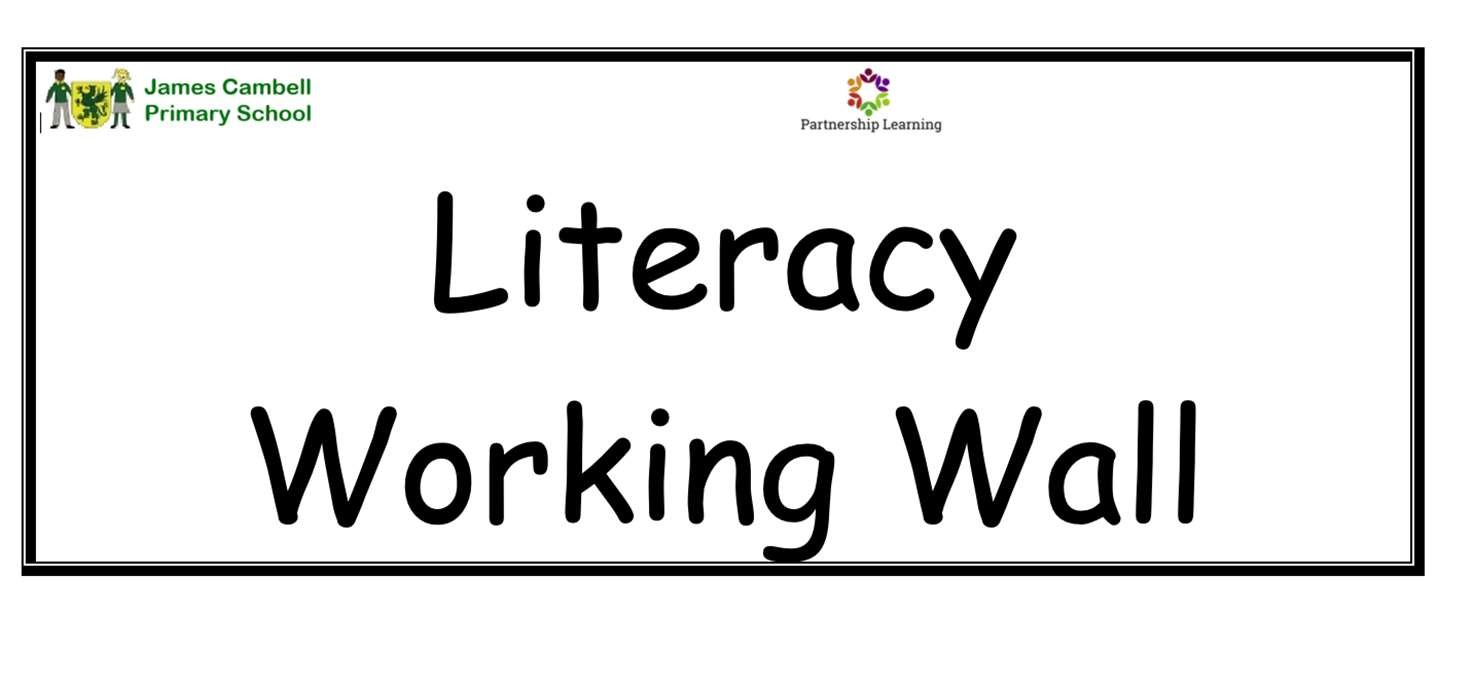 James Cambell
Primary School
Partnership Learning
Literacy
Working Wall